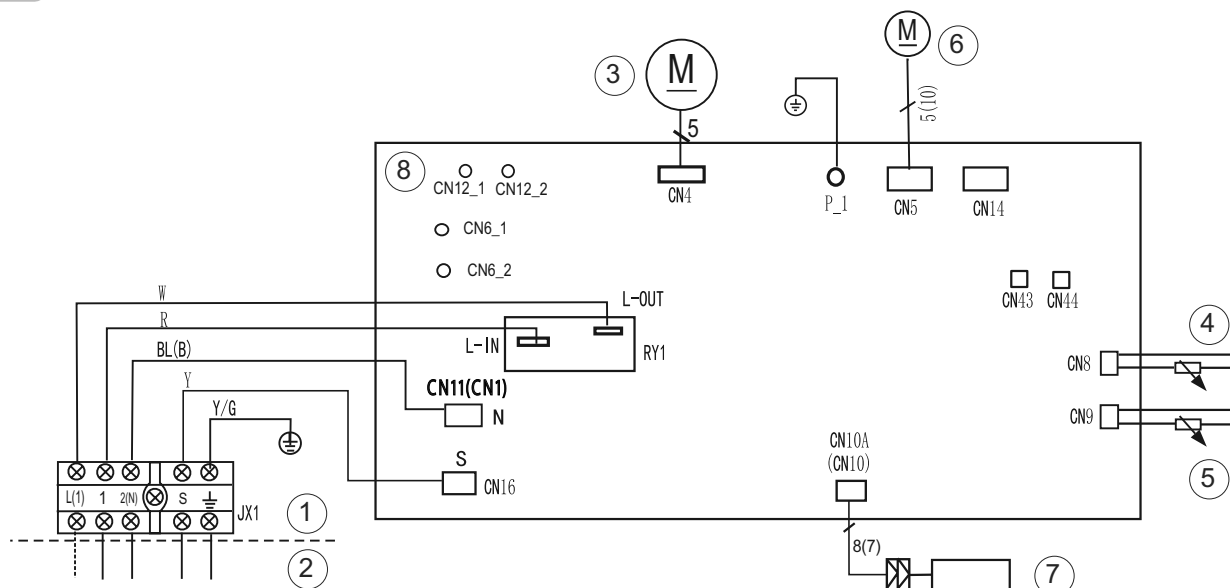 M
6
3
M
5(10)
5
8
CN12_1 CN12_2
CN4
P_1
CN5
CN14
CN6_1
CN6_2
CN43 CN44
W
L-OUT
4
R
L-IN
RY1
BL(B)
CN8
CN11(CN1)
Y
N
CN9
Y/G
CN10A
(CN10)
S
CN16
5
L(1) 1 2(N) S
JX1
1
8(7)
2
7